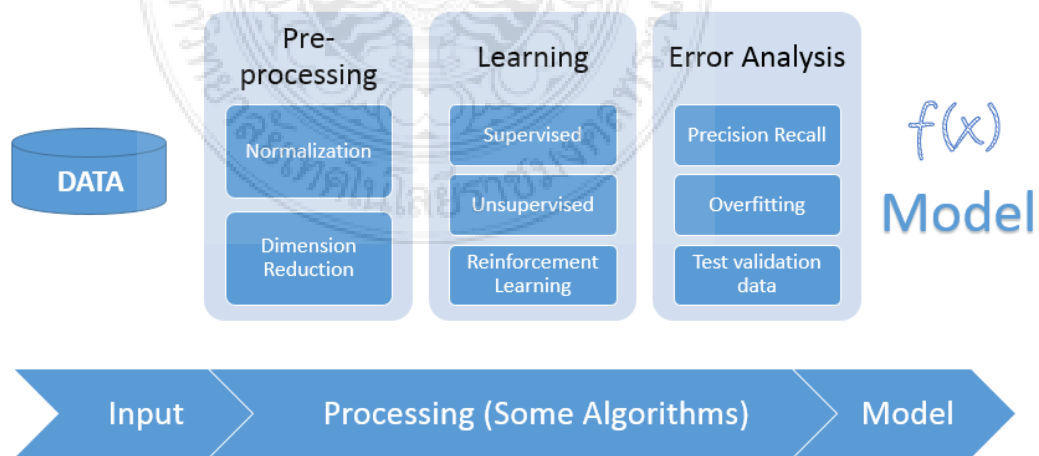 Pre-
processing
Learning
Error Analysis
DATA
Normalization
Dimension
Reduction
Supervised
Unsupervised
Reinforcement
Learning
Precision Recall
Overfitting
Test validation
data
f(x)
Model
Input
Processing (Some Algorithms)
Model